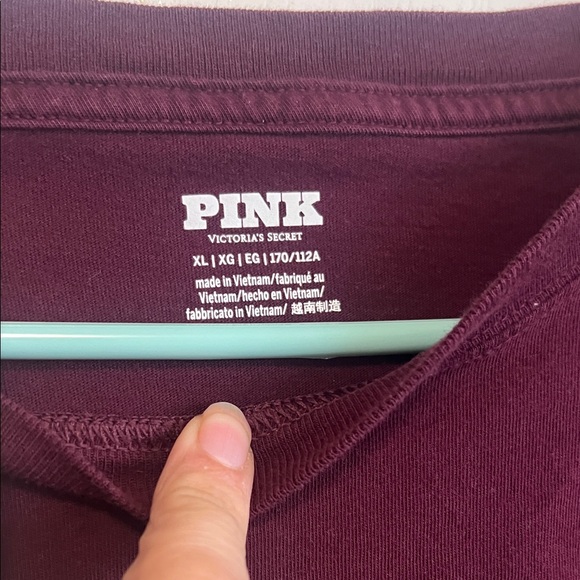 PINK
VICTORIA'S SECRET
XL | XG | EG | 170/112A
made in Vietnam/fabriqué au
Vietnam/hecho en Vietnam/
fabbricato in Vietnam/ 越南制造